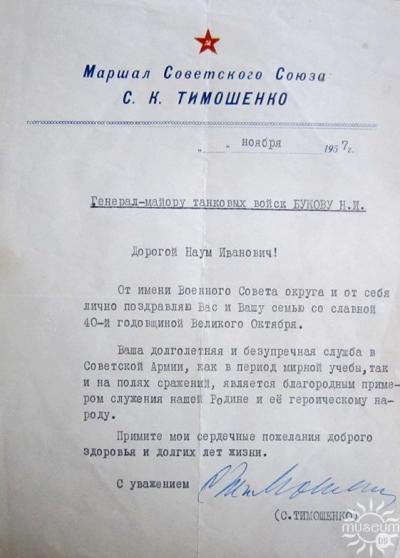 Маршал Советского Союза
С. К. ТИМОШЕНКО
"___" ноября 1957 г.
Генерал-майору танковых войск БУКОВУ Н.И.
Дорогой Наум Иванович!
От имени Военного Совета округа и от себя
лично поздравляю Вас и Вашу семью со славной
40-й годовщиной Великого Октября.
Ваша долголетняя и безупречная служба в
Советской Армии, как в период мирной учебы, так
и на полях сражений, является благородным приме-
ром служения нашей Родине и её героическому на-
роду.
Примите мои сердечные пожелания доброго
здоровья и долгих лет жизни.
С уважением
(С.ТИМОШЕНКО)
museum